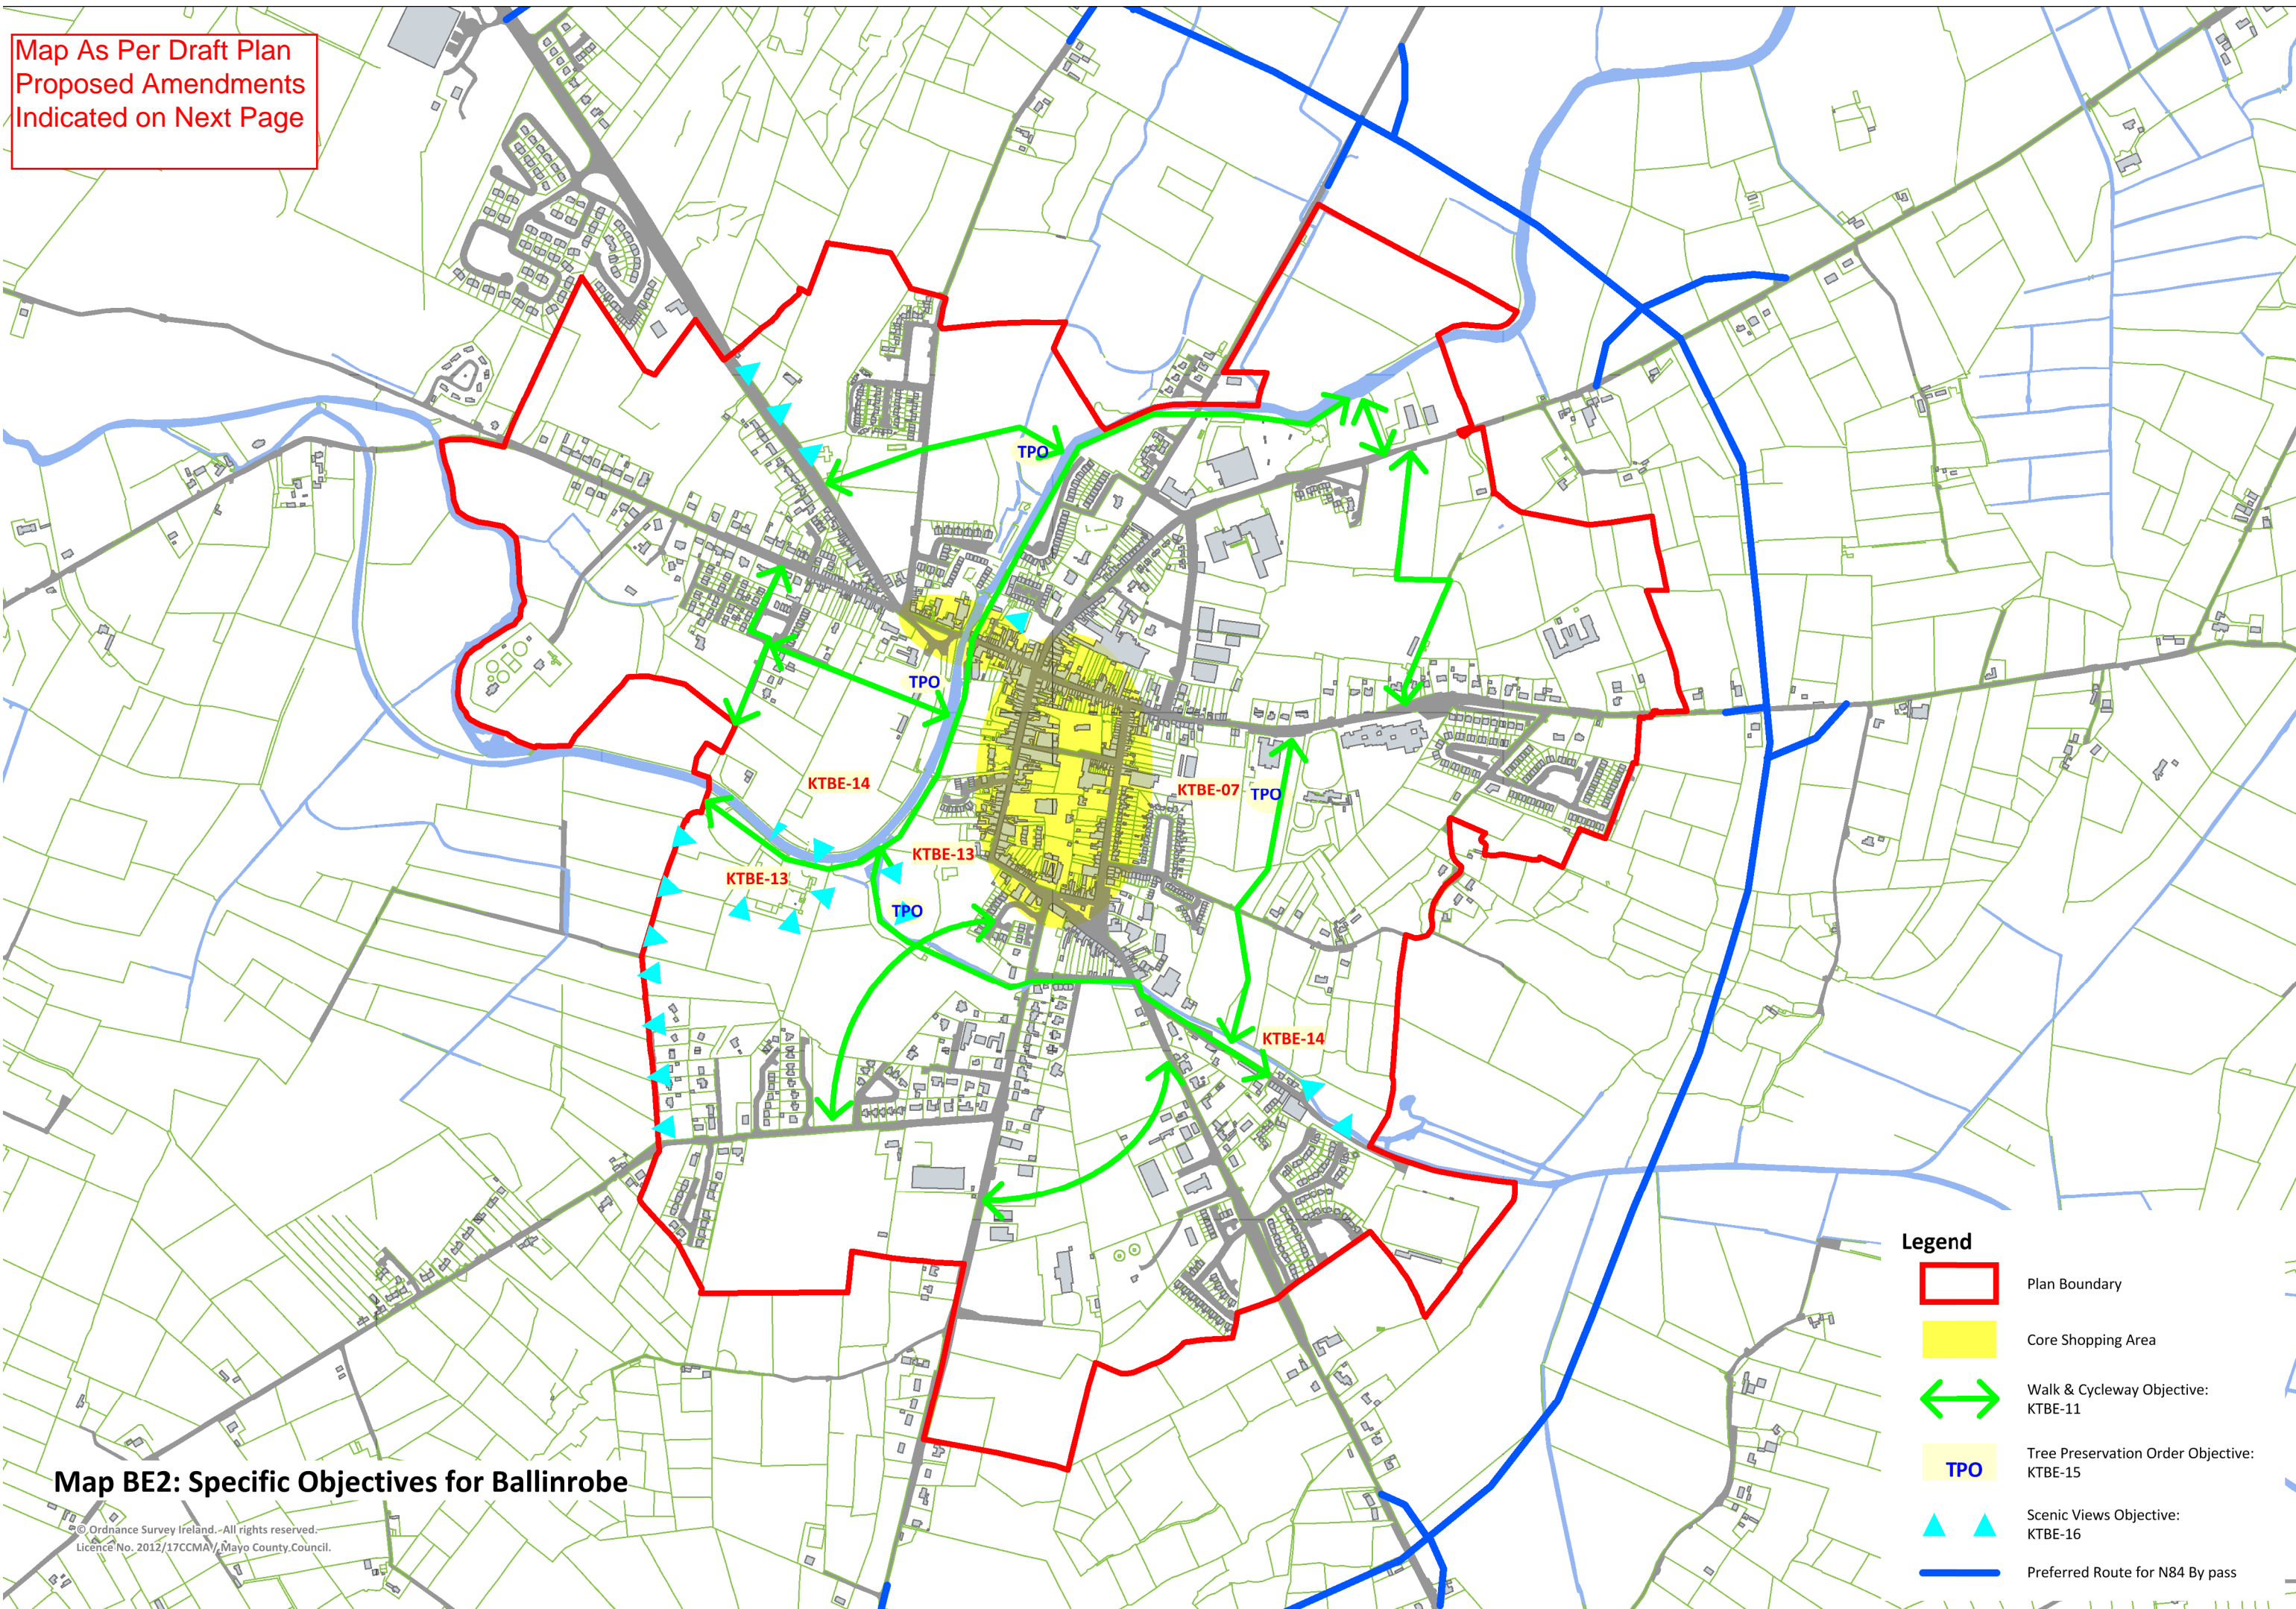 Map As Per Draft Plan
Proposed Amendments
Indicated on Next Page
TPO
TPO
KTBE-14
KTBE-07
TPO
KTBE-13
KTBE-13
TPO
KTBE-14
Legend
Plan Boundary
Core Shopping Area
Walk & Cycleway Objective:
KTBE-11
TPO
Tree Preservation Order Objective:
KTBE-15
Scenic Views Objective:
KTBE-16
Preferred Route for N84 By pass
Map BE2: Specific Objectives for Ballinrobe
© Ordnance Survey Ireland. All rights reserved.
Licence No. 2012/17CCMA / Mayo County Council.